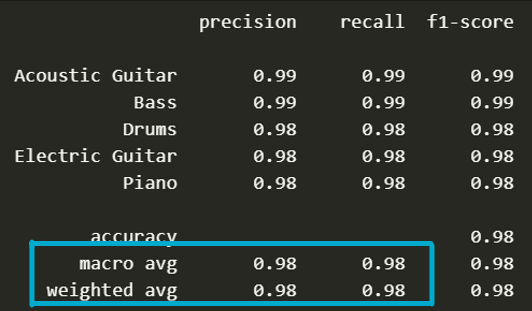 precision recall f1-score
Acoustic Guitar 0.99 0.99 0.99
Bass 0.99 0.99 0.99
Drums 0.98 0.98 0.98
Electric Guitar 0.98 0.98 0.98
Piano 0.98 0.98 0.98
accuracy 0.98
macro avg 0.98 0.98 0.98
weighted avg 0.98 0.98 0.98